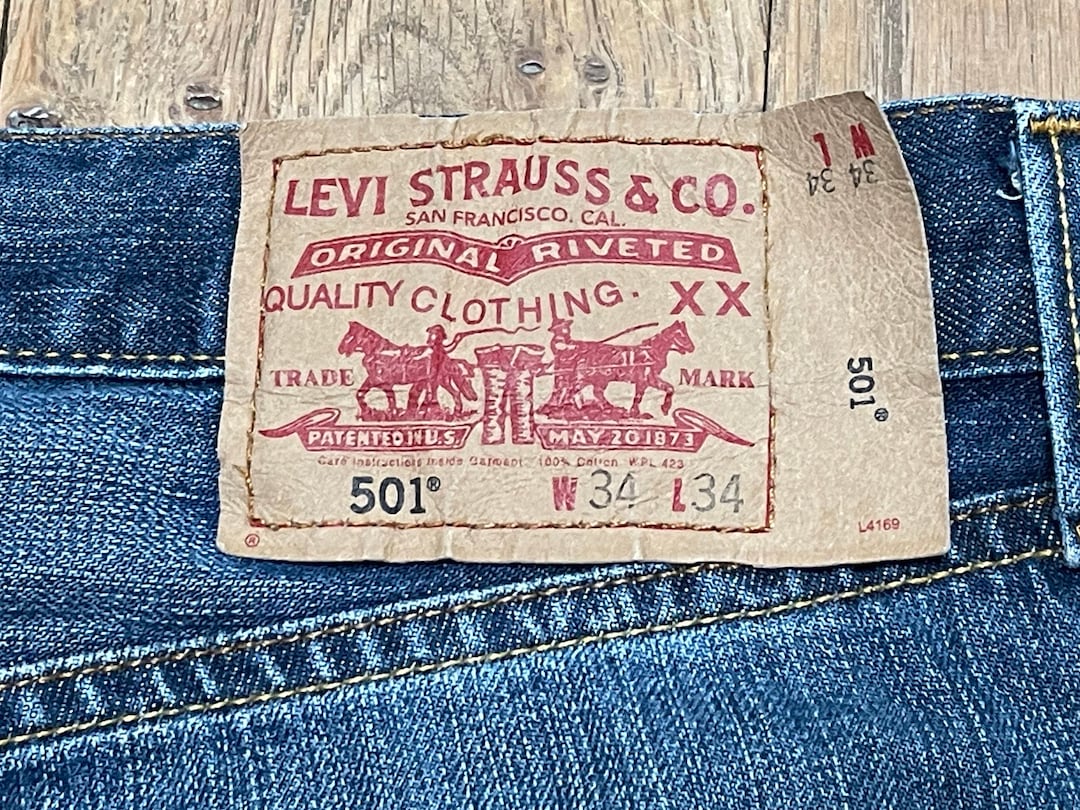 LEVI STRAUSS & CO.
SAN FRANCISCO. CAL.
ORIGINAL RIVETED
QUALITY CLOTHING. XX
TRADE MARK
PATENTED IN U.S. MAY 20 1873
Care Instructions Inside Garment 100% Cotton WPL 423
501® W 34 L 34
®
W L
34 34
501®
L4169